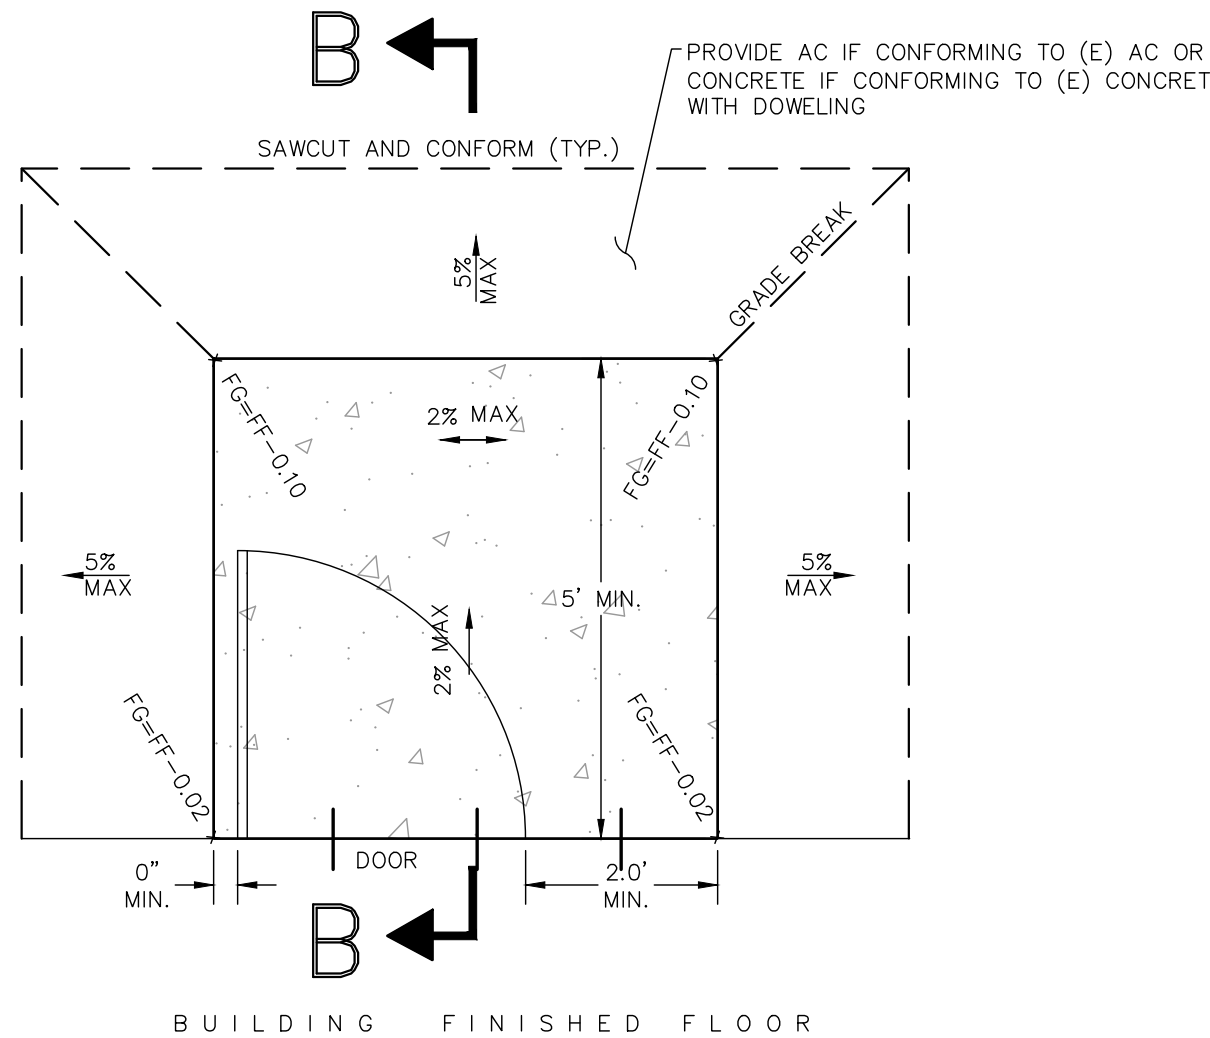 B
PROVIDE AC IF CONFORMING TO (E) AC OR
CONCRETE IF CONFORMING TO (E) CONCRET
WITH DOWELING
SAWCUT AND CONFORM (TYP.)
GRADE BREAK
5%
MAX
FG=FF-0.10
2% MAX
FG=FF-0.10
5%
MAX
5%
MAX
5' MIN.
2% MAX
FG=FF-0.02
FG=FF-0.02
DOOR
0"
MIN.
2.0'
MIN.
B
BUILDING FINISHED FLOOR